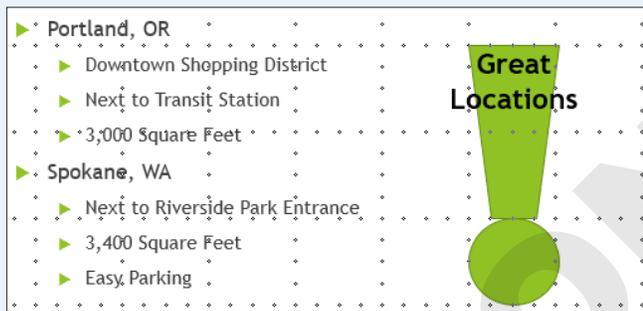 Portland, OR
Downtown Shopping District
Next to Transit Station
3,000 Square Feet
Spokane, WA
Next to Riverside Park Entrance
3,400 Square Feet
Easy Parking
Great
Locations